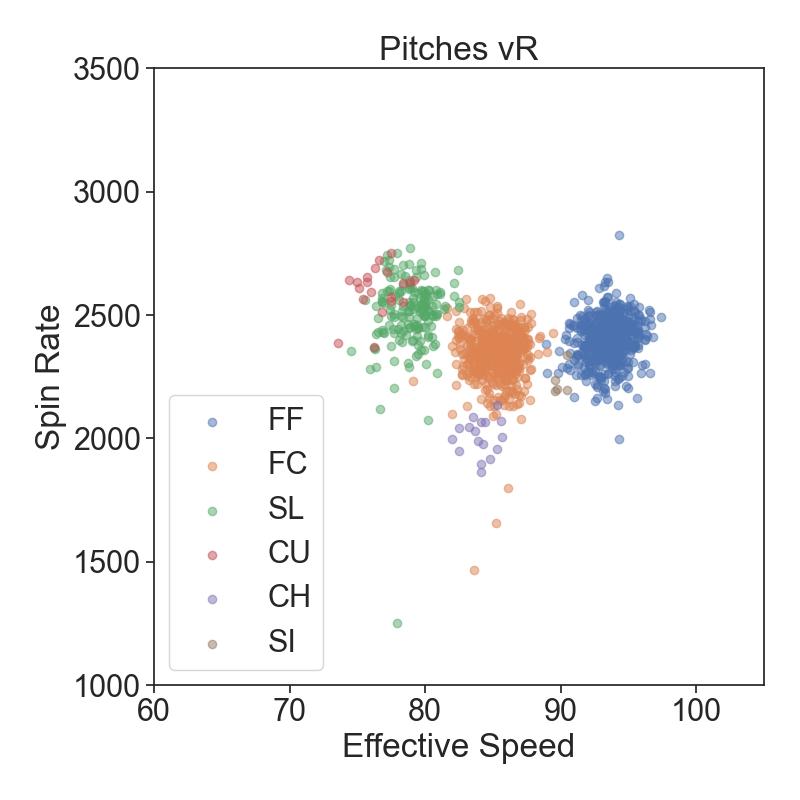 Pitches vR
Spin Rate
3500
3000
2500
2000
1500
1000
FF
FC
SL
CU
CH
SI
60 70 80 90 100
Effective Speed